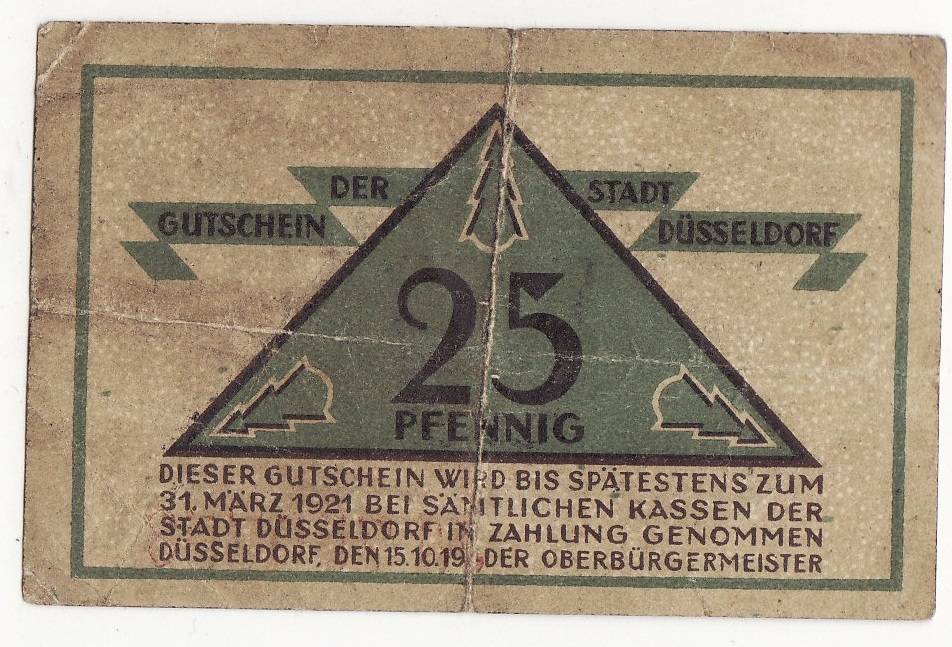 GUTSCHEIN DER STADT DÜSSELDORF
25
PFENNIG
DIESER GUTSCHEIN WIRD BIS SPÄTESTENS ZUM
31. MÄRZ 1921 BEI SÄMTLICHEN KASSEN DER
STADT DÜSSELDORF IN ZAHLUNG GENOMMEN
DÜSSELDORF, DEN 15.10.19 DER OBERBÜRGERMEISTER